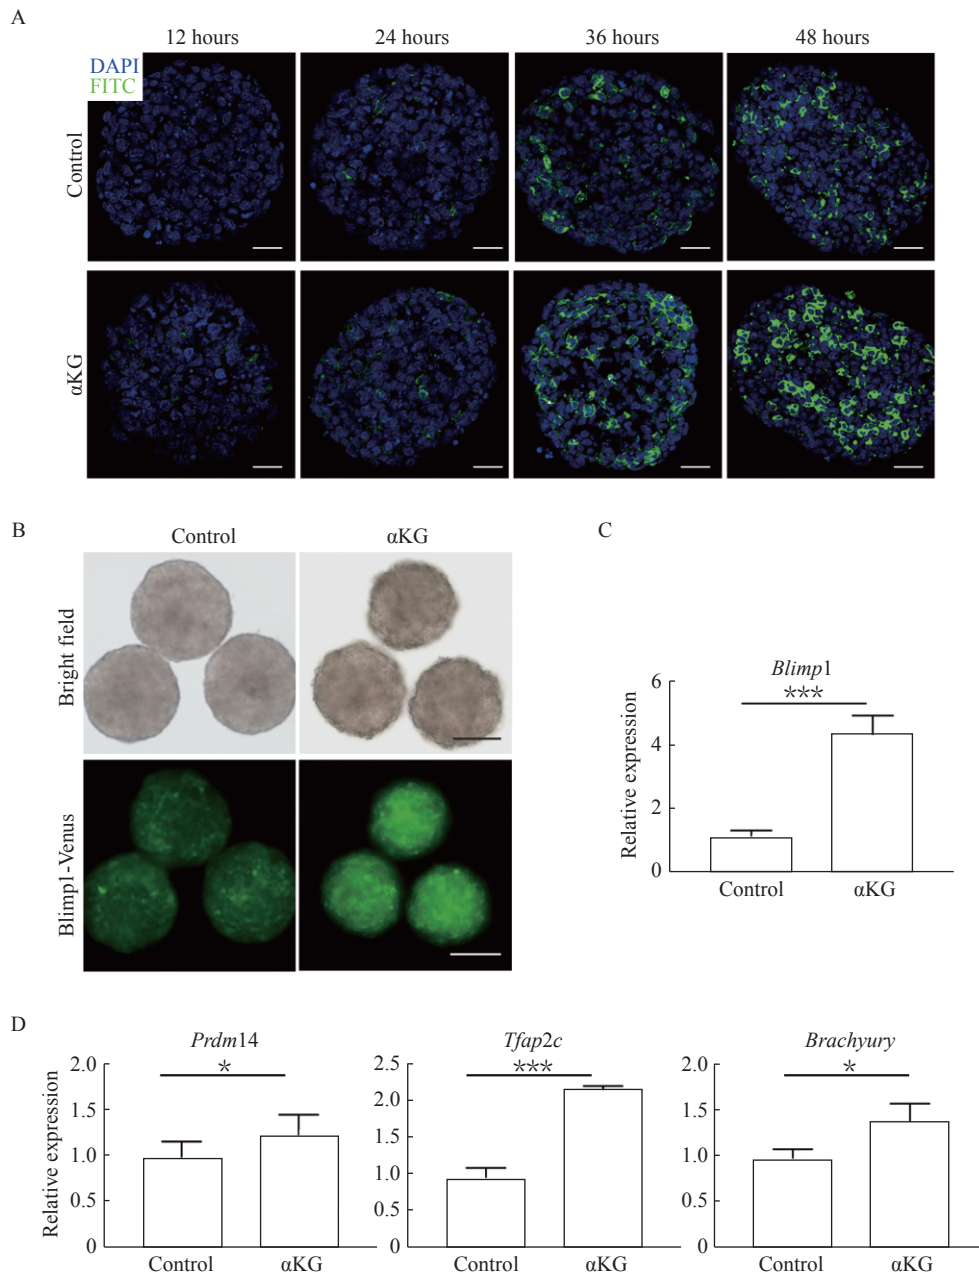 A
12 hours 24 hours 36 hours 48 hours
DAPI
FITC
Control
αKG
B
Control αKG
Bright field
Blimp1-Venus
C
Blimp1
***
6
4
2
0
Relative expression
Control αKG
D
Prdm14
*
2.0
1.5
1.0
0.5
0
Relative expression
Control αKG
Tfap2c
***
2.5
2.0
1.5
1.0
0.5
0
Control αKG
Brachyury
*
2.0
1.5
1.0
0.5
0
Control αKG